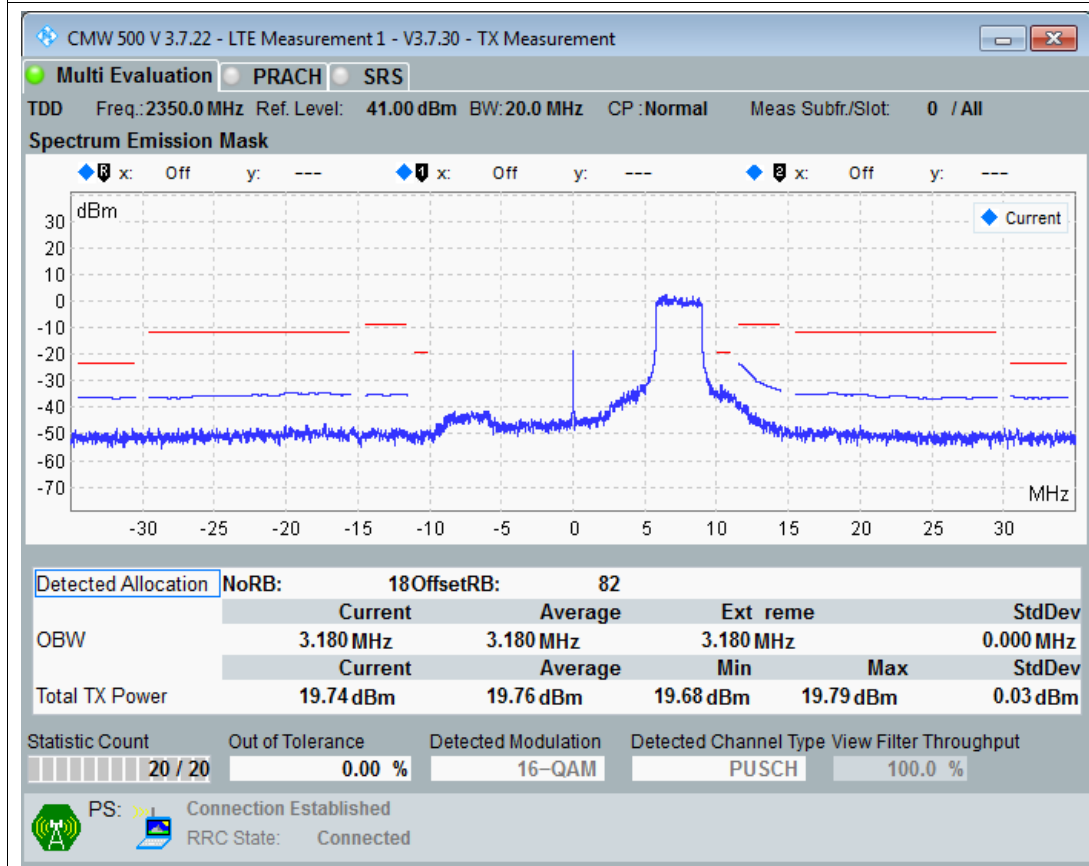 CMW 500 V 3.7.22 - LTE Measurement 1 - V3.7.30 - TX Measurement
Multi Evaluation PRACH SRS
TDD Freq.: 2350.0 MHz Ref. Level: 41.00 dBm BW: 20.0 MHz CP : Normal Meas Subfr./Slot: 0 / All
Spectrum Emission Mask
R x: Off y: --- 1 x: Off y: --- 2 x: Off y: ---
dBm
Current
30
20
10
0
-10
-20
-30
-40
-50
-60
-70
MHz
-30 -25 -20 -15 -10 -5 0 5 10 15 20 25 30
Detected Allocation NoRB: 18 OffsetRB: 82
Current Average Ext reme StdDev
OBW 3.180 MHz 3.180 MHz 3.180 MHz 0.000 MHz
Current Average Min Max StdDev
Total TX Power 19.74 dBm 19.76 dBm 19.68 dBm 19.79 dBm 0.03 dBm
Statistic Count Out of Tolerance Detected Modulation Detected Channel Type View Filter Throughput
20 / 20 0.00 % 16-QAM PUSCH 100.0 %
PS: Connection Established
RRC State: Connected